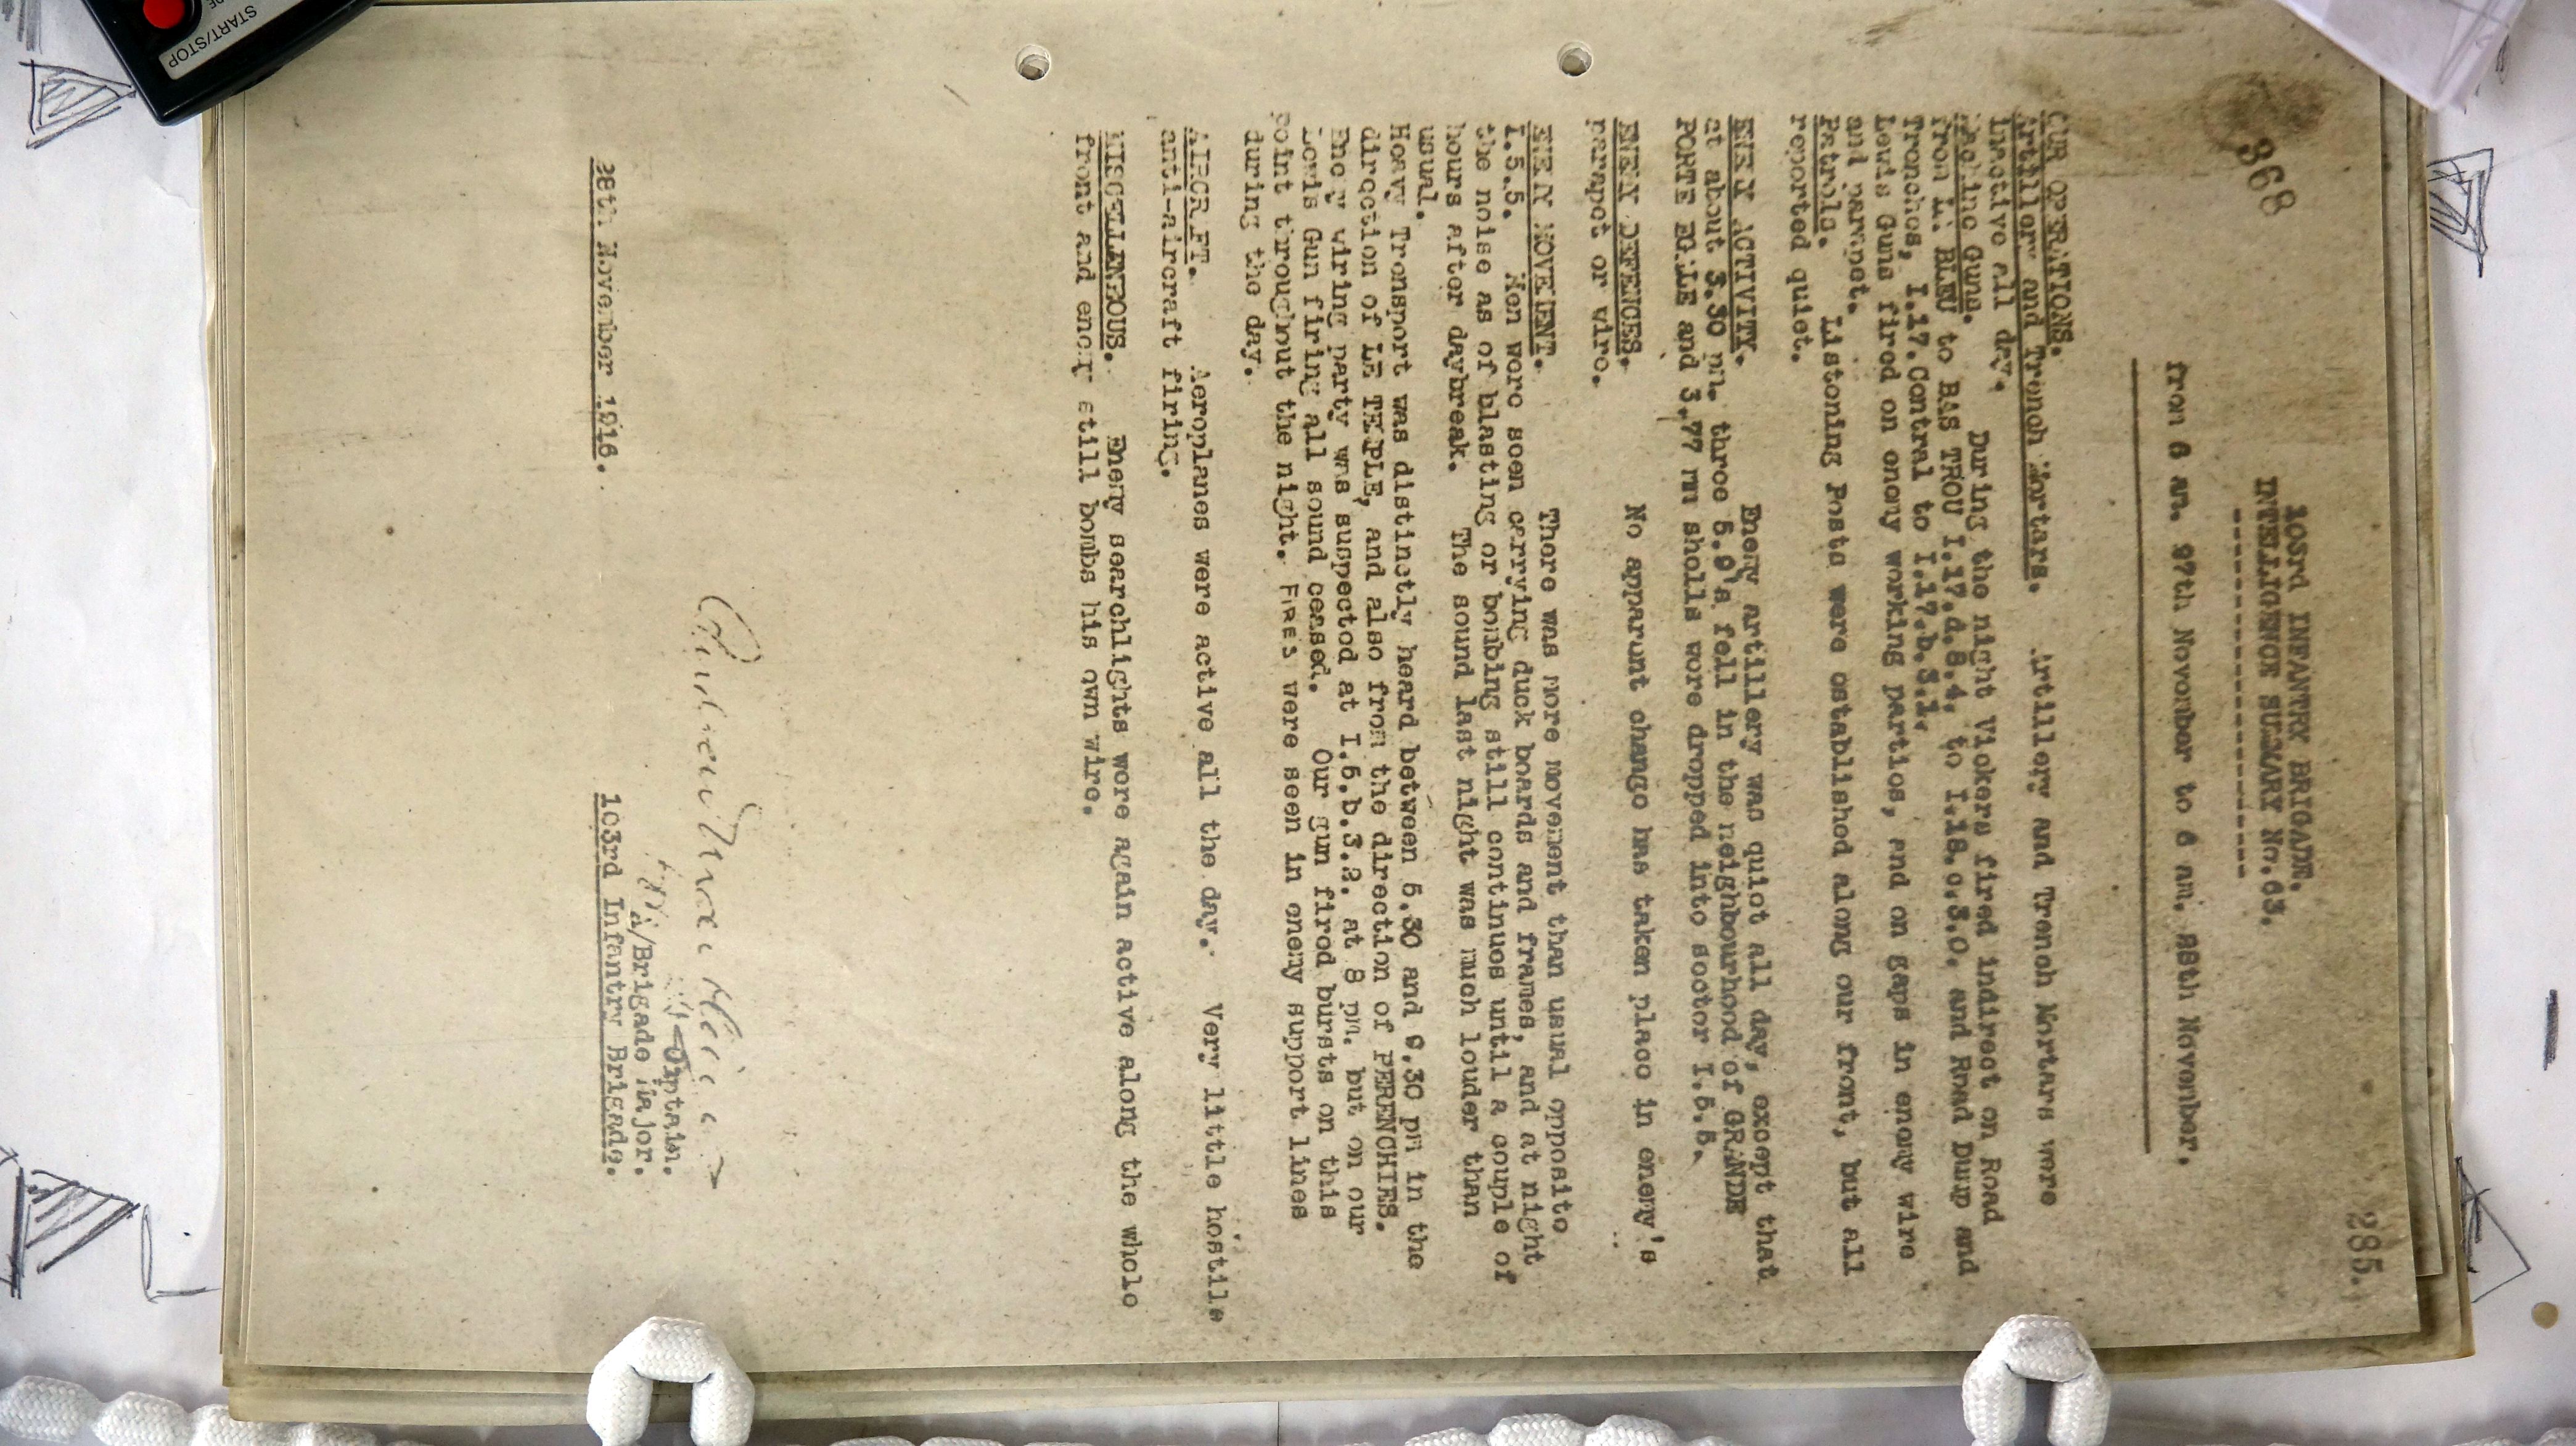 285.
368
103rd INFANTRY BRIGADE.
INTELLIGENCE SUMMARY No.63.
from 6 am. 27th November to 6 am. 28th November.
OUR OPERATIONS.
Artillery and Trench Mortars. Artillery and Trench Mortars were
inactive all day.
Machine Guns. During the night Vickers fired indirect on Road
from LE BLEU to BAS TROU I.17.d.8.4. to I.18.c.3.0. and Road Dump and
Trenches, I.17.Central to I.17.b.3.1.
Lewis Guns fired on enemy working parties, and on gaps in enemy wire
and parapet.
Patrols. Listening Posts were established along our front, but all
reported quiet.
ENEMY ACTIVITY. Enemy artillery was quiet all day, except that
at about 3.30 pm. three 5.9's fell in the neighbourhood of GRANDE
PORTE EGALE and 3.77 mm shells were dropped into sector I.5.5.
ENEMY DEFENCES. No apparent change has taken place in enemy's
parapet or wire.
ENEMY MOVEMENT. There was more movement than usual opposite
I.5.5. Men were seen carrying duck boards and frames, and at night
the noise as of blasting or bombing still continues until a couple of
hours after daybreak. The sound last night was much louder than
usual.
Heavy Transport was distinctly heard between 5.30 and 9.30 pm in the
direction of LE TEMPLE, and also from the direction of PERENCHIES.
Enemy wiring party was suspected at I.5.b.3.2. at 8 pm. but on our
Lewis Gun firing all sound ceased. Our gun fired bursts on this
point throughout the night. FIRES were seen in enemy support lines
during the day.
AIRCRAFT. Aeroplanes were active all the day. Very little hostile
anti-aircraft firing.
MISCELLANEOUS. Enemy searchlights were again active along the whole
front and enemy still bombs his own wire.
Captain.
A/Brigade Major.
28th November 1916. 103rd Infantry Brigade.
START/STOP